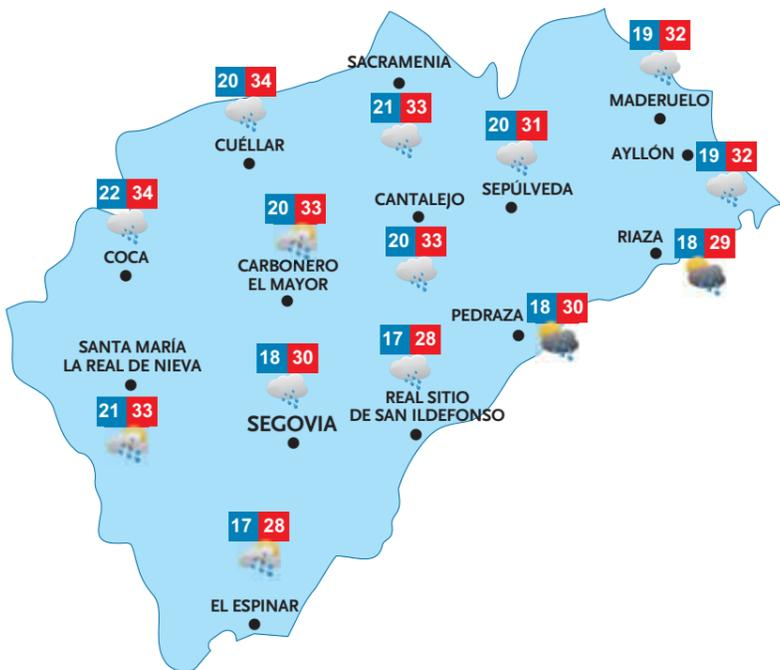 19 32
SACRAMENIA
20 34
MADERUELO
21 33
20 31
CUÉLLAR
AYLLÓN
19 32
22 34
CANTALEJO
SEPÚLVEDA
20 33
COCA
20 33
RIAZA
18 29
CARBONERO
EL MAYOR
PEDRAZA
18 30
SANTA MARÍA
LA REAL DE NIEVA
17 28
18 30
21 33
REAL SITIO
DE SAN ILDEFONSO
SEGOVIA
17 28
EL ESPINAR